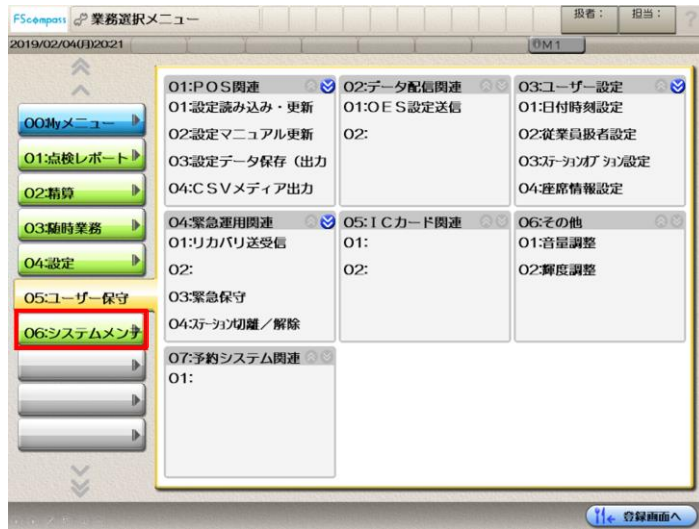 FScompass 業務選択メニュー 扱者： 担当：
2019/02/04(月)20:21 M1
00:Myメニュー
01:点検レポート
02:精算
03:随時業務
04:設定
05:ユーザー保守
06:システムメンテ
01:POS関連
01:設定読み込み・更新
02:設定マニュアル更新
03:設定データ保存（出力
04:CSVメディア出力
02:データ配信関連
01:OES設定送信
02:
03:ユーザー設定
01:日付時刻設定
02:従業員扱者設定
03:ｽﾃｰｼｮﾝｵﾌﾟｼｮﾝ設定
04:座席情報設定
04:緊急運用関連
01:リカバリ送受信
02:
03:緊急保守
04:ｽﾃｰｼｮﾝ切離／解除
05:ICカード関連
01:
02:
06:その他
01:音量調整
02:輝度調整
07:予約システム関連
01:
登録画面へ